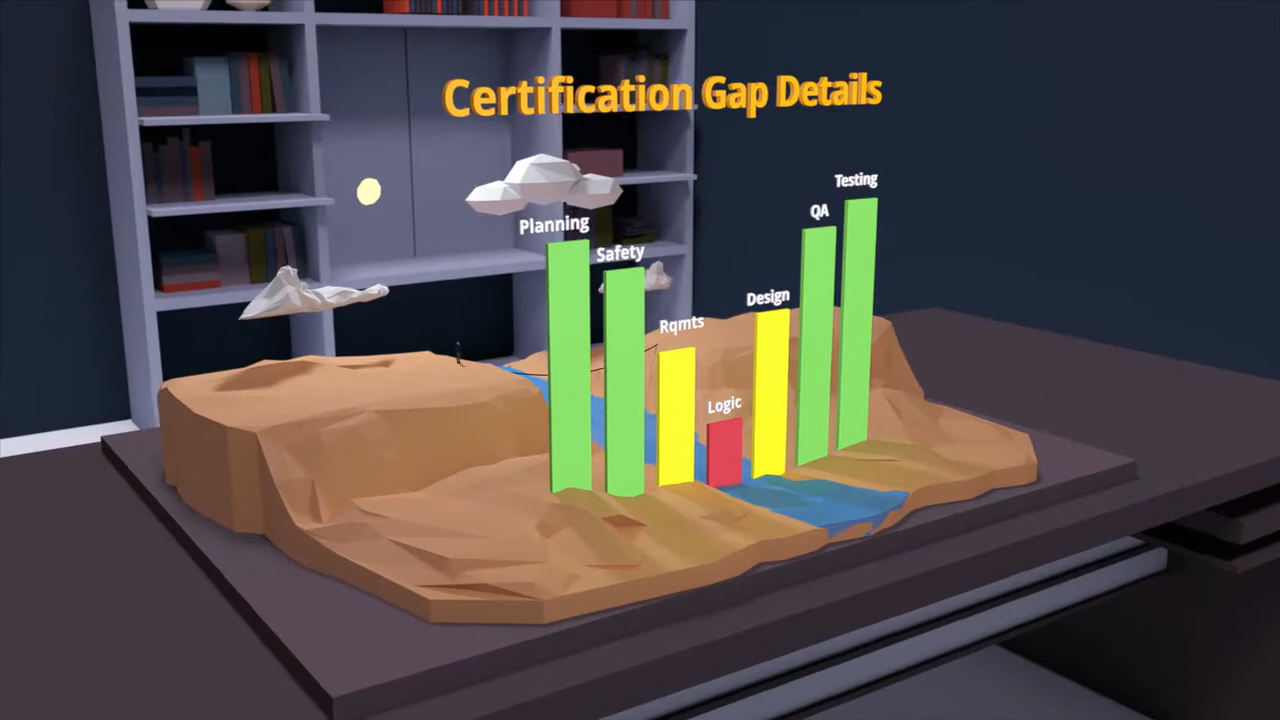 Certification Gap Details
Planning
Safety
Rqmts
Logic
Design
QA
Testing